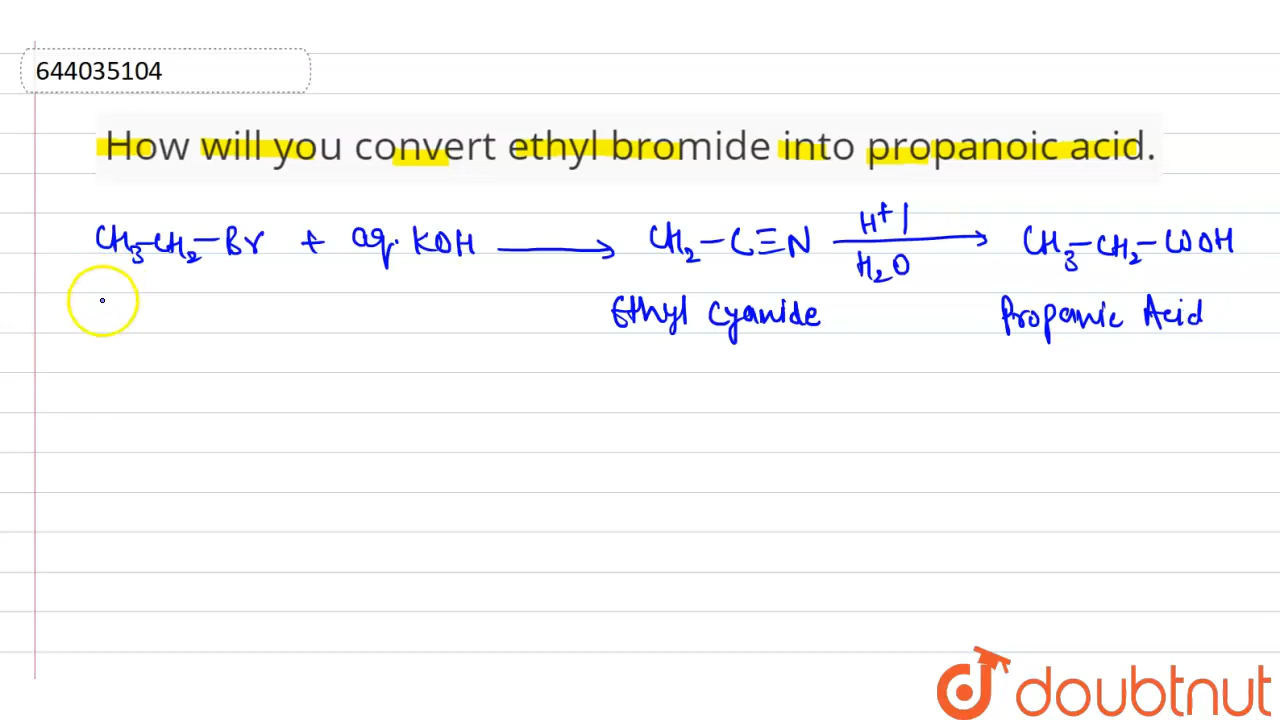 644035104
How will you convert ethyl bromide into propanoic acid.
CH3-CH2-Br + aq. KOH ⟶ CH2-C≡N H+/ H2O ⟶ CH3-CH2-COOH
Ethyl Cyanide Propanic Acid
doubtnut